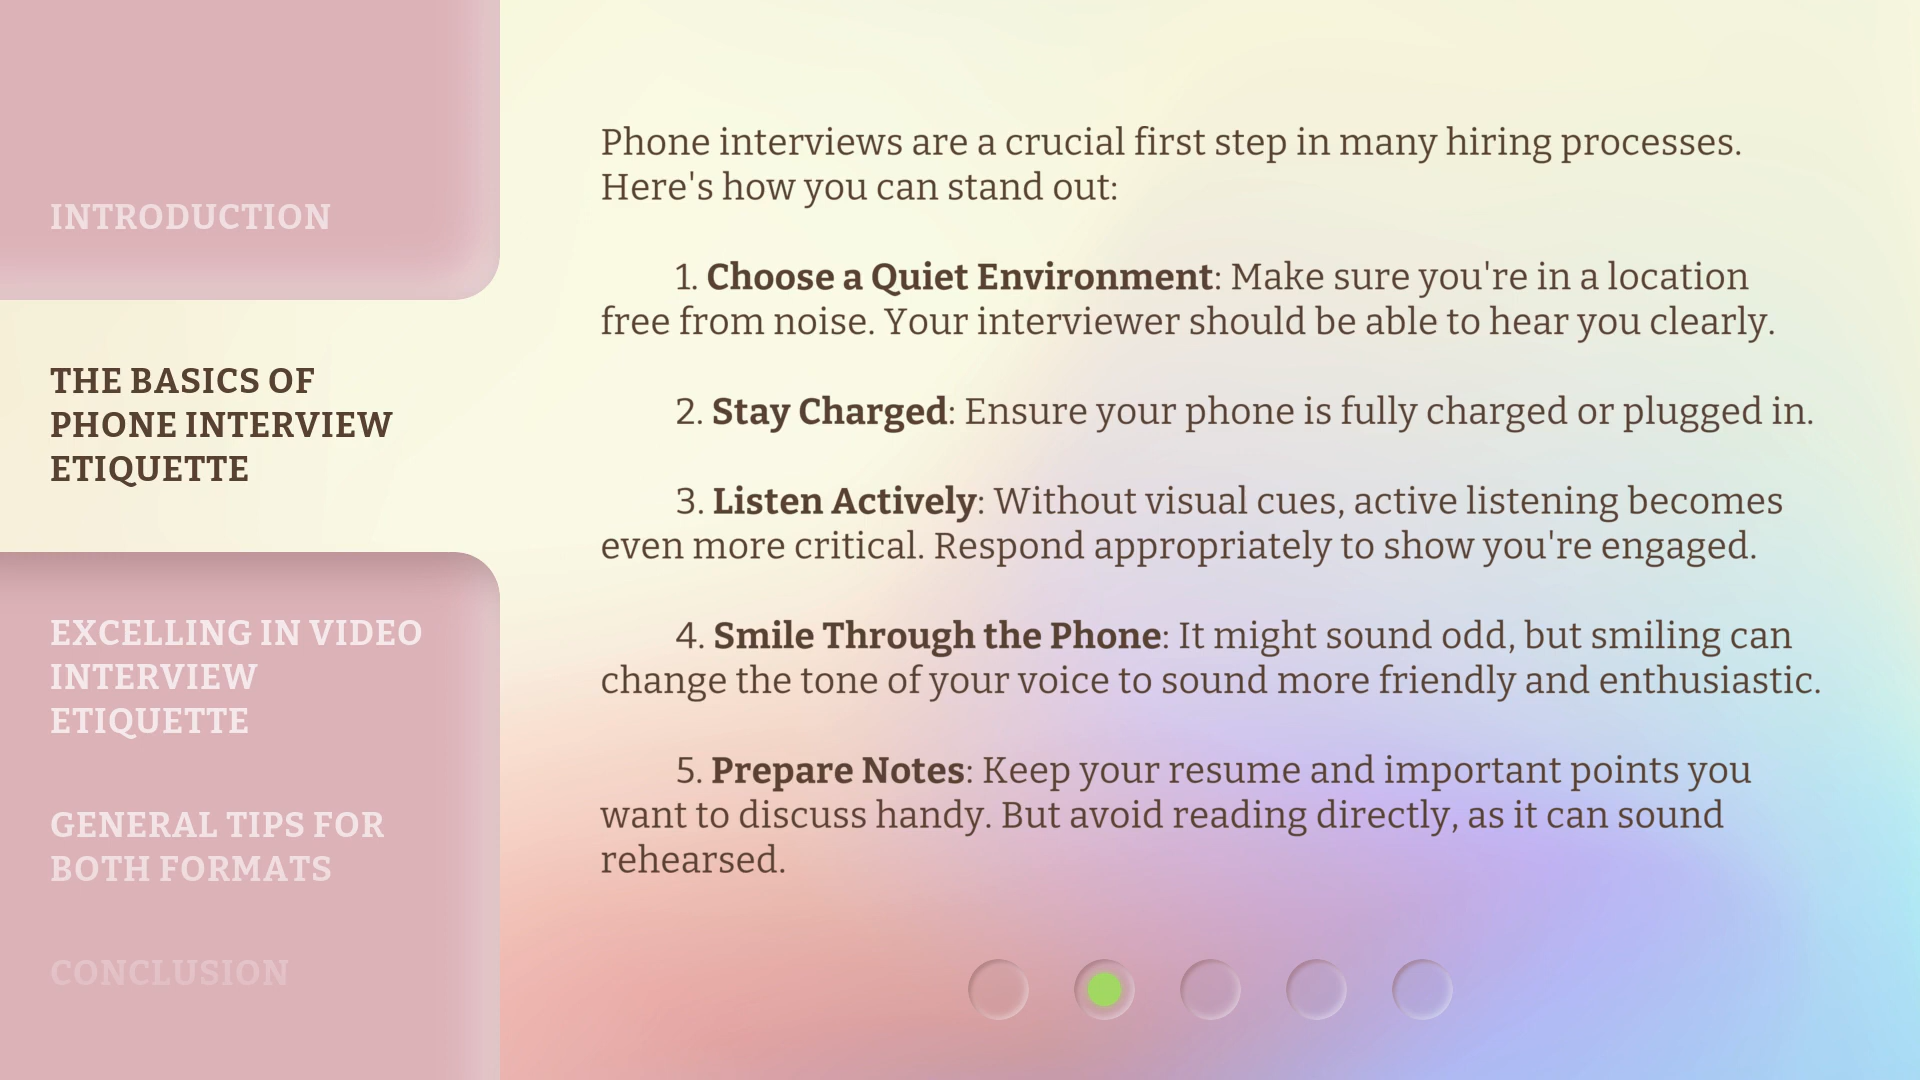 INTRODUCTION
THE BASICS OF
PHONE INTERVIEW
ETIQUETTE
EXCELLING IN VIDEO
INTERVIEW
ETIQUETTE
GENERAL TIPS FOR
BOTH FORMATS
CONCLUSION
Phone interviews are a crucial first step in many hiring processes.
Here's how you can stand out:
1. Choose a Quiet Environment: Make sure you're in a location
free from noise. Your interviewer should be able to hear you clearly.
2. Stay Charged: Ensure your phone is fully charged or plugged in.
3. Listen Actively: Without visual cues, active listening becomes
even more critical. Respond appropriately to show you're engaged.
4. Smile Through the Phone: It might sound odd, but smiling can
change the tone of your voice to sound more friendly and enthusiastic.
5. Prepare Notes: Keep your resume and important points you
want to discuss handy. But avoid reading directly, as it can sound
rehearsed.